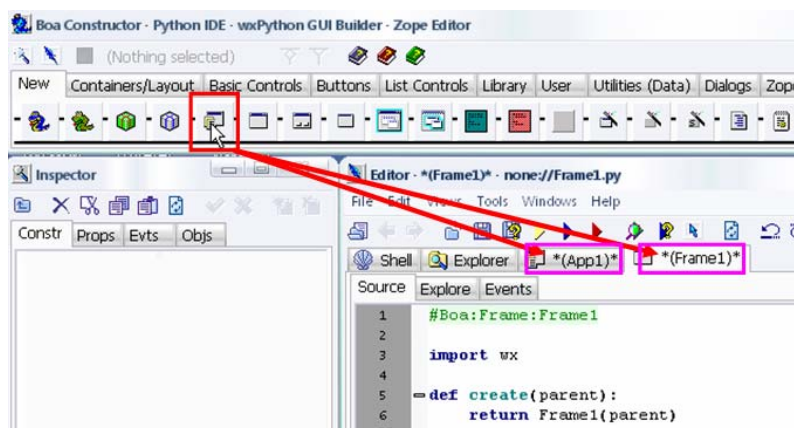 Boa Constructor - Python IDE - wxPython GUI Builder - Zope Editor
(Nothing selected)
New Containers/Layout Basic Controls Buttons List Controls Library User Utilities (Data) Dialogs Zop
Inspector
Constr Props Evts Objs
Editor - *(Frame1)* - none://Frame1.py
File Edit Views Tools Windows Help
Shell Explorer *(App1)* *(Frame1)*
Source Explore Events
1 #Boa:Frame:Frame1
2
3 import wx
4
5 def create(parent):
6 return Frame1(parent)